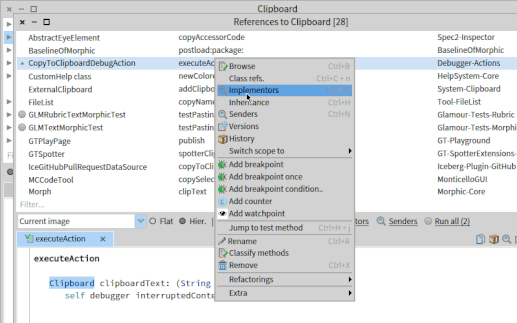 Clipboard
References to Clipboard [28]
AbstractEyeElement copyAccessorCode Spec2-Inspector
BaselineOfMorphic postload:package: BaselineOfMorphic
CopyToClipboardDebugAction executeAc Debugger-Actions
CustomHelp class newColore HelpSystem-Core
ExternalClipboard addClipb System-Clipboard
FileList copyName Tool-FileList
GLMRubricTextMorphicTest testPastin Glamour-Tests-Rubric
GLMTextMorphicTest testPastin Glamour-Tests-Morphic
GTPlayPage publish GT-Playground
GTSpotter spotterClip GT-SpotterExtensions-
IceGitHubPullRequestDataSource copyToCli Iceberg-Plugin-GitHub
MCCodeTool copySelec MonticelloGUI
Morph clipText Morphic-Core
Browse Ctrl+B
Class refs. Ctrl+C + n
Implementors
Inheritance Ctrl+H
Senders Ctrl+N
Versions
History
Switch scope to
Add breakpoint
Add breakpoint once
Add breakpoint condition..
Add counter
Add watchpoint
Jump to test method Ctrl+H + j
Rename Ctrl+R
Classify methods
Remove Ctrl+X
Refactorings
Extra
Filter...
Current image Flat Hier. tors Senders Run all (2)
executeAction
executeAction
Clipboard clipboardText: (String
self debugger interruptedConte